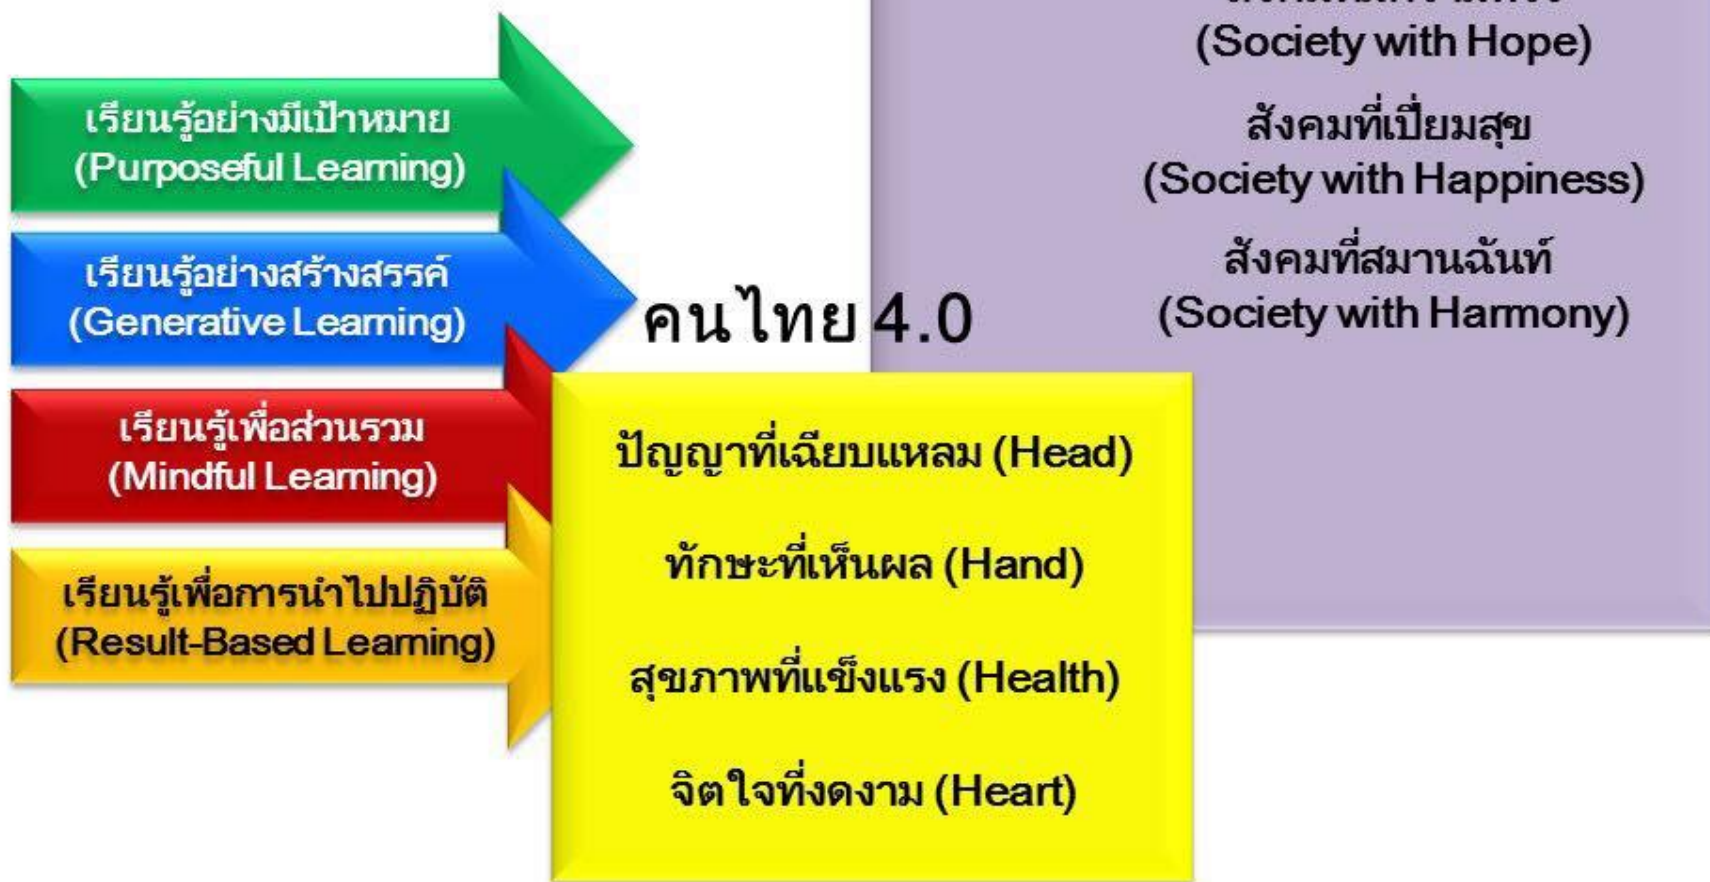 เรียนรู้อย่างมีเป้าหมาย
(Purposeful Learning)
เรียนรู้อย่างสร้างสรรค์
(Generative Learning)
เรียนรู้เพื่อส่วนรวม
(Mindful Learning)
เรียนรู้เพื่อการนำไปปฏิบัติ
(Result-Based Learning)
คนไทย 4.0
ปัญญาที่เฉียบแหลม (Head)
ทักษะที่เห็นผล (Hand)
สุขภาพที่แข็งแรง (Health)
จิตใจที่งดงาม (Heart)
(Society with Hope)
สังคมที่เปี่ยมสุข
(Society with Happiness)
สังคมที่สมานฉันท์
(Society with Harmony)